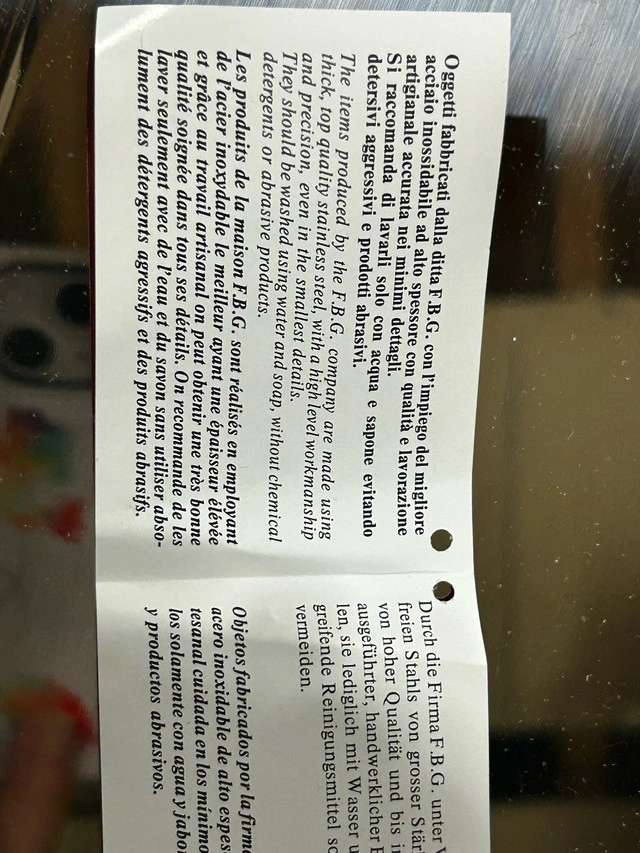 Oggetti fabbricati dalla ditta F.B.G. con l'impiego del migliore
acciaio inossidabile ad alto spessore con qualità e lavorazione
artigianale accurata nei minimi dettagli.
Si raccomanda di lavarli solo con acqua e sapone evitando
detersivi aggressivi e prodotti abrasivi.
The items produced by the F.B.G. company are made using
thick, top quality stainless steel, with a high level workmanship
and precision, even in the smallest details.
They should be washed using water and soap, without chemical
detergents or abrasive products.
Les produits de la maison F.B.G. sont réalisés en employant
de l'acier inoxydable le meilleur ayant une épaisseur élévée
et grâce au travail artisanal on peut obtenir une très bonne
qualité soignée dans tous ses détails. On recommande de les
laver seulement avec de l'eau et du savon sans utiliser abso-
lument des détergents agressifs et des produits abrasifs.
Durch die Firma F.B.G. unter
freien Stahls von grosser
von hoher Qualität und bis
ausgeführter, handwerklicher
len, sie lediglich mit Wasser
greifende Reinigungsmittel
vermeiden.
Objetos fabricados por la
acero inoxidable de alto
tesanal cuidada en los
los solamente con agua y
y productos abrasivos.